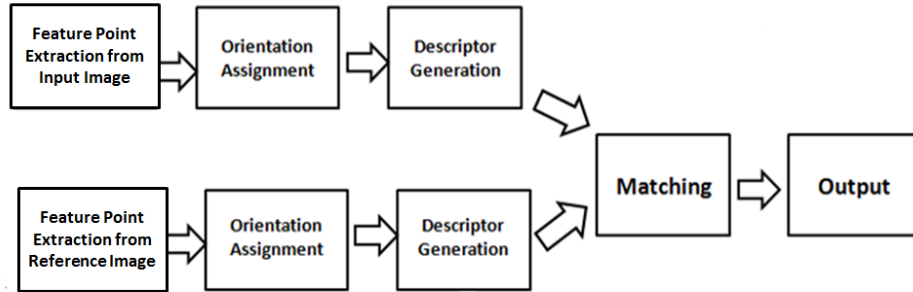 Feature Point
Extraction from
Input Image
Orientation
Assignment
Descriptor
Generation
Matching
Output
Feature Point
Extraction from
Reference Image
Orientation
Assignment
Descriptor
Generation